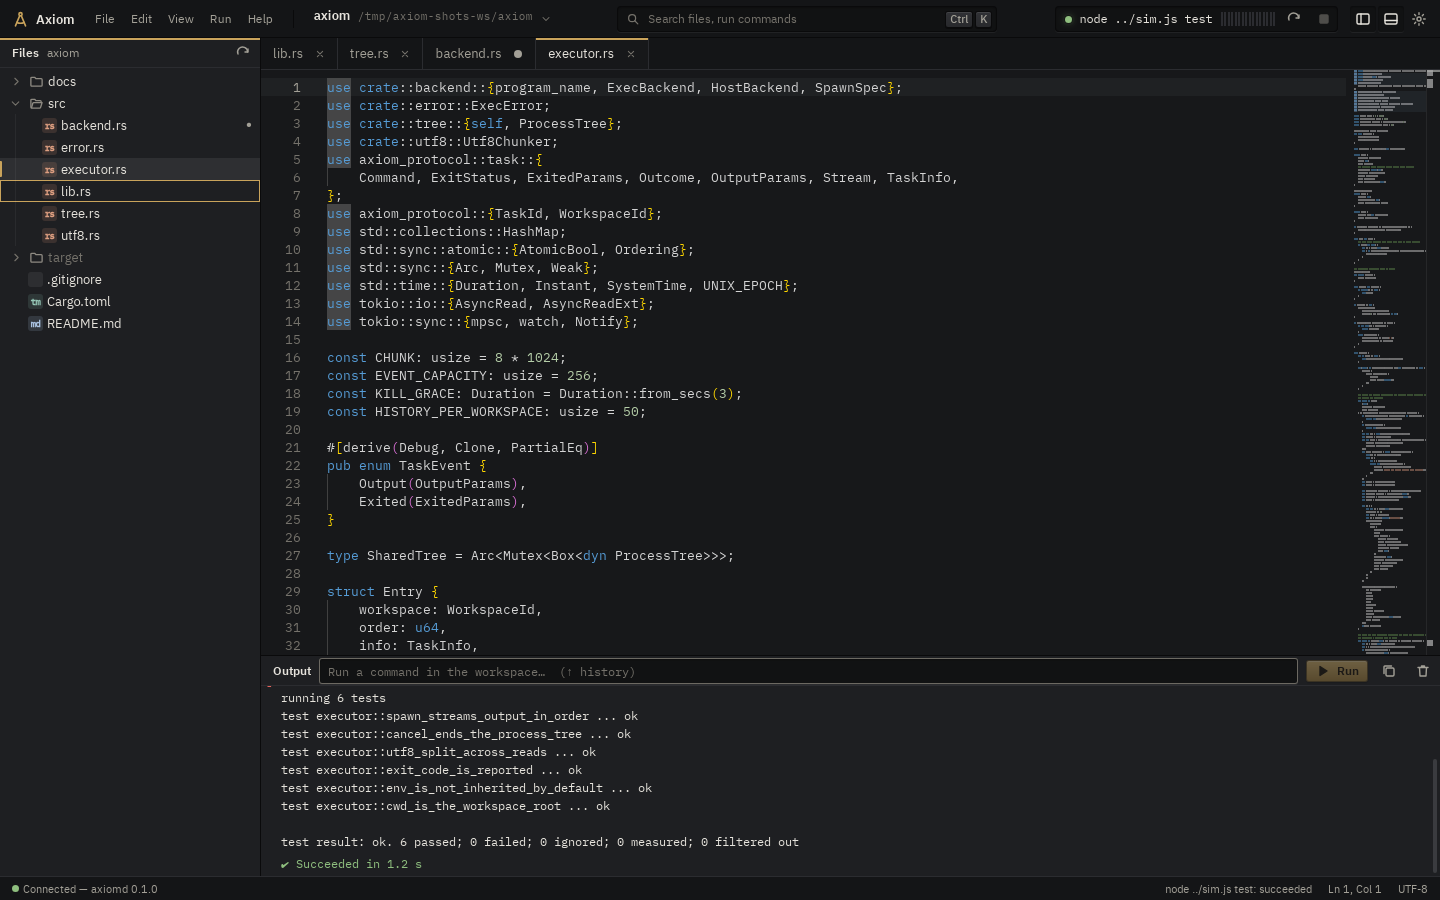 Axiom File Edit View Run Help axiom /tmp/axiom-shots-ws/axiom Search files, run commands Ctrl K node ../sim.js test
Files axiom
docs
src
backend.rs
error.rs
executor.rs
lib.rs
tree.rs
utf8.rs
target
.gitignore
Cargo.toml
README.md
lib.rs tree.rs backend.rs executor.rs
1 use crate::backend::{program_name, ExecBackend, HostBackend, SpawnSpec};
2 use crate::error::ExecError;
3 use crate::tree::{self, ProcessTree};
4 use crate::utf8::Utf8Chunker;
5 use axiom_protocol::task::{
6 Command, ExitStatus, ExitedParams, Outcome, OutputParams, Stream, TaskInfo,
7 };
8 use axiom_protocol::{TaskId, WorkspaceId};
9 use std::collections::HashMap;
10 use std::sync::atomic::{AtomicBool, Ordering};
11 use std::sync::{Arc, Mutex, Weak};
12 use std::time::{Duration, Instant, SystemTime, UNIX_EPOCH};
13 use tokio::io::{AsyncRead, AsyncReadExt};
14 use tokio::sync::{mpsc, watch, Notify};
15
16 const CHUNK: usize = 8 * 1024;
17 const EVENT_CAPACITY: usize = 256;
18 const KILL_GRACE: Duration = Duration::from_secs(3);
19 const HISTORY_PER_WORKSPACE: usize = 50;
20
21 #[derive(Debug, Clone, PartialEq)]
22 pub enum TaskEvent {
23 Output(OutputParams),
24 Exited(ExitedParams),
25 }
26
27 type SharedTree = Arc<Mutex<Box<dyn ProcessTree>>>;
28
29 struct Entry {
30 workspace: WorkspaceId,
31 order: u64,
32 info: TaskInfo,
Output Run a command in the workspace… (↑ history) Run
running 6 tests
test executor::spawn_streams_output_in_order ... ok
test executor::cancel_ends_the_process_tree ... ok
test executor::utf8_split_across_reads ... ok
test executor::exit_code_is_reported ... ok
test executor::env_is_not_inherited_by_default ... ok
test executor::cwd_is_the_workspace_root ... ok
test result: ok. 6 passed; 0 failed; 0 ignored; 0 measured; 0 filtered out
✔ Succeeded in 1.2 s
Connected — axiomd 0.1.0 node ../sim.js test: succeeded Ln 1, Col 1 UTF-8